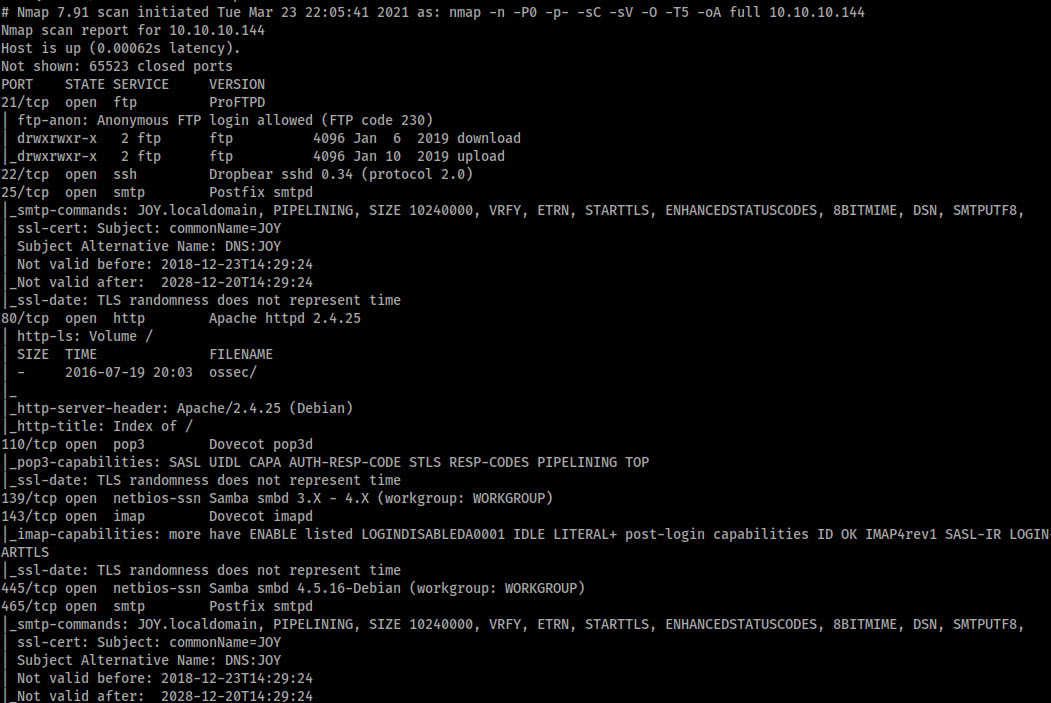 # Nmap 7.91 scan initiated Tue Mar 23 22:05:41 2021 as: nmap -n -P0 -p- -sC -sV -O -T5 -oA full 10.10.10.144
Nmap scan report for 10.10.10.144
Host is up (0.00062s latency).
Not shown: 65523 closed ports
PORT    STATE SERVICE     VERSION
21/tcp  open  ftp         ProFTPD
| ftp-anon: Anonymous FTP login allowed (FTP code 230)
| drwxrwxr-x   2 ftp      ftp          4096 Jan  6  2019 download
|_drwxrwxr-x   2 ftp      ftp          4096 Jan 10  2019 upload
22/tcp  open  ssh         Dropbear sshd 0.34 (protocol 2.0)
25/tcp  open  smtp        Postfix smtpd
|_smtp-commands: JOY.localdomain, PIPELINING, SIZE 10240000, VRFY, ETRN, STARTTLS, ENHANCEDSTATUSCODES, 8BITMIME, DSN, SMTPUTF8,
| ssl-cert: Subject: commonName=JOY
| Subject Alternative Name: DNS:JOY
| Not valid before: 2018-12-23T14:29:24
|_Not valid after:  2028-12-20T14:29:24
|_ssl-date: TLS randomness does not represent time
80/tcp  open  http        Apache httpd 2.4.25
| http-ls: Volume /
| SIZE  TIME              FILENAME
| -     2016-07-19 20:03  ossec/
|_
|_http-server-header: Apache/2.4.25 (Debian)
|_http-title: Index of /
110/tcp open  pop3        Dovecot pop3d
|_pop3-capabilities: SASL UIDL CAPA AUTH-RESP-CODE STLS RESP-CODES PIPELINING TOP
|_ssl-date: TLS randomness does not represent time
139/tcp open  netbios-ssn Samba smbd 3.X - 4.X (workgroup: WORKGROUP)
143/tcp open  imap        Dovecot imapd
|_imap-capabilities: more have ENABLE listed LOGINDISABLEDA0001 IDLE LITERAL+ post-login capabilities ID OK IMAP4rev1 SASL-IR LOGIN-
ARTTLS
|_ssl-date: TLS randomness does not represent time
445/tcp open  netbios-ssn Samba smbd 4.5.16-Debian (workgroup: WORKGROUP)
465/tcp open  smtp        Postfix smtpd
|_smtp-commands: JOY.localdomain, PIPELINING, SIZE 10240000, VRFY, ETRN, STARTTLS, ENHANCEDSTATUSCODES, 8BITMIME, DSN, SMTPUTF8,
| ssl-cert: Subject: commonName=JOY
| Subject Alternative Name: DNS:JOY
| Not valid before: 2018-12-23T14:29:24
|_Not valid after:  2028-12-20T14:29:24